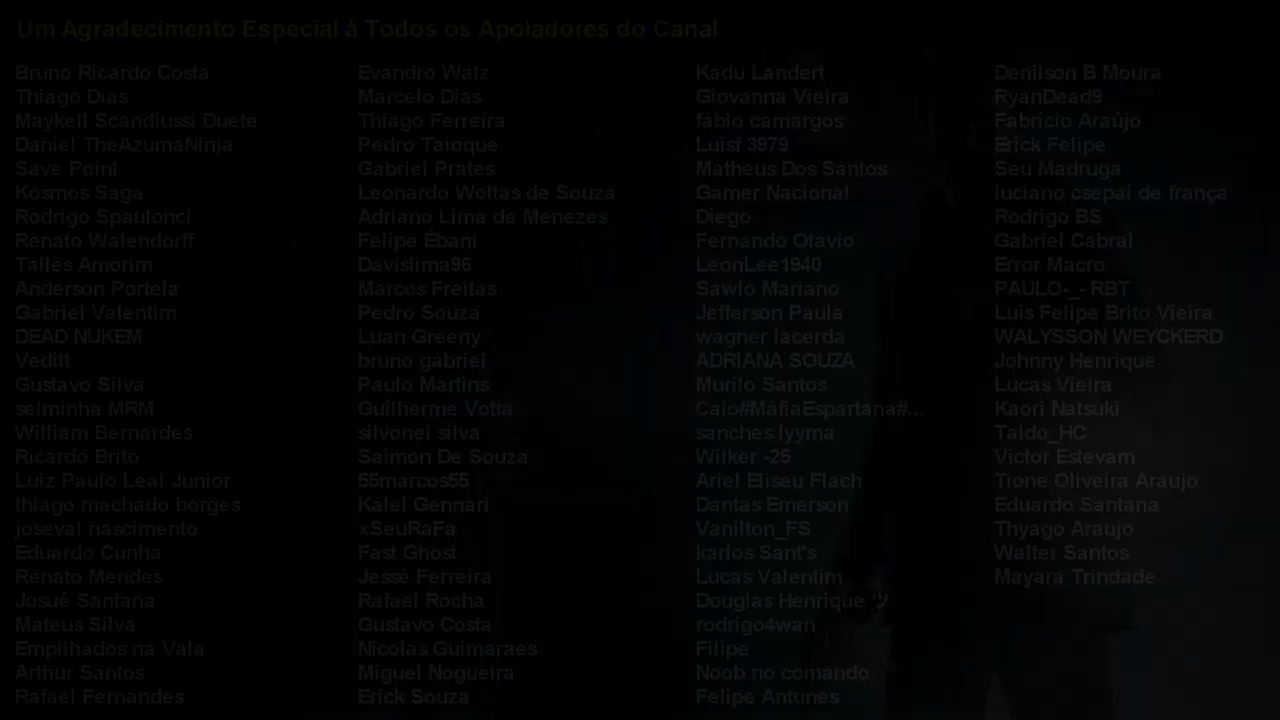 Um Agradecimento Especial à Todos os Apoiadores do Canal
Bruno Ricardo Costa
Thiago Dias
Maykell Scandiussi Duete
Daniel TheAzumaNinja
Save Point
Kosmos Saga
Rodrigo Spaulonci
Renato Walendorff
Talles Amorim
Anderson Portela
Gabriel Valentim
DEAD NUKEM
Veditt
Gustavo Silva
selminha MRM
William Bernardes
Ricardo Brito
Luiz Paulo Leal Junior
thiago machado borges
joseval nascimento
Eduardo Cunha
Renato Mendes
Josué Santana
Mateus Silva
Empilhados na Vala
Arthur Santos
Rafael Fernandes
Evandro Walz
Marcelo Dias
Thiago Ferreira
Pedro Taioque
Gabriel Prates
Leonardo Woltas de Souza
Adriano Lima de Menezes
Felipe Ébani
Davislima96
Marcos Freitas
Pedro Souza
Luan Greeny
bruno gabriel
Paulo Martins
Guilherme Votta
silvonei silva
Saimon De Souza
55marcos55
Kalel Gennari
xSeuRaFa
Fast Ghost
Jessé Ferreira
Rafael Rocha
Gustavo Costa
Nicolas Guimaraes
Miguel Nogueira
Erick Souza
Kadu Landert
Giovanna Vieira
fábio camargos
Luisf 3979
Matheus Dos Santos
Gamer Nacional
Diego
Fernando Otavio
LeonLee1940
Sawlo Mariano
Jefferson Paula
wagner lacerda
ADRIANA SOUZA
Murilo Santos
Caio#MáfiaEspartana#...
sanches lyyma
Wilker -25
Ariel Eliseu Flach
Dantas Emerson
Vanilton_FS
karlos Sant's
Lucas Valentim
Douglas Henrique ツ
rodrigo4wan
Filipe
Noob no comando
Felipe Antunes
Denilson B Moura
RyanDead9
Fabrício Araújo
Erick Felipe
Seu Madruga
luciano csepai de frança
Rodrigo BS
Gabriel Cabral
Error Macro
PAULO-_-RBT
Luis Felipe Brito Vieira
WALYSSON WEYCKERD
Johnny Henrique
Lucas Vieira
Kaori Natsuki
Taldo_HC
Victor Estevam
Tione Oliveira Araujo
Eduardo Santana
Thyago Araujo
Walter Santos
Mayara Trindade